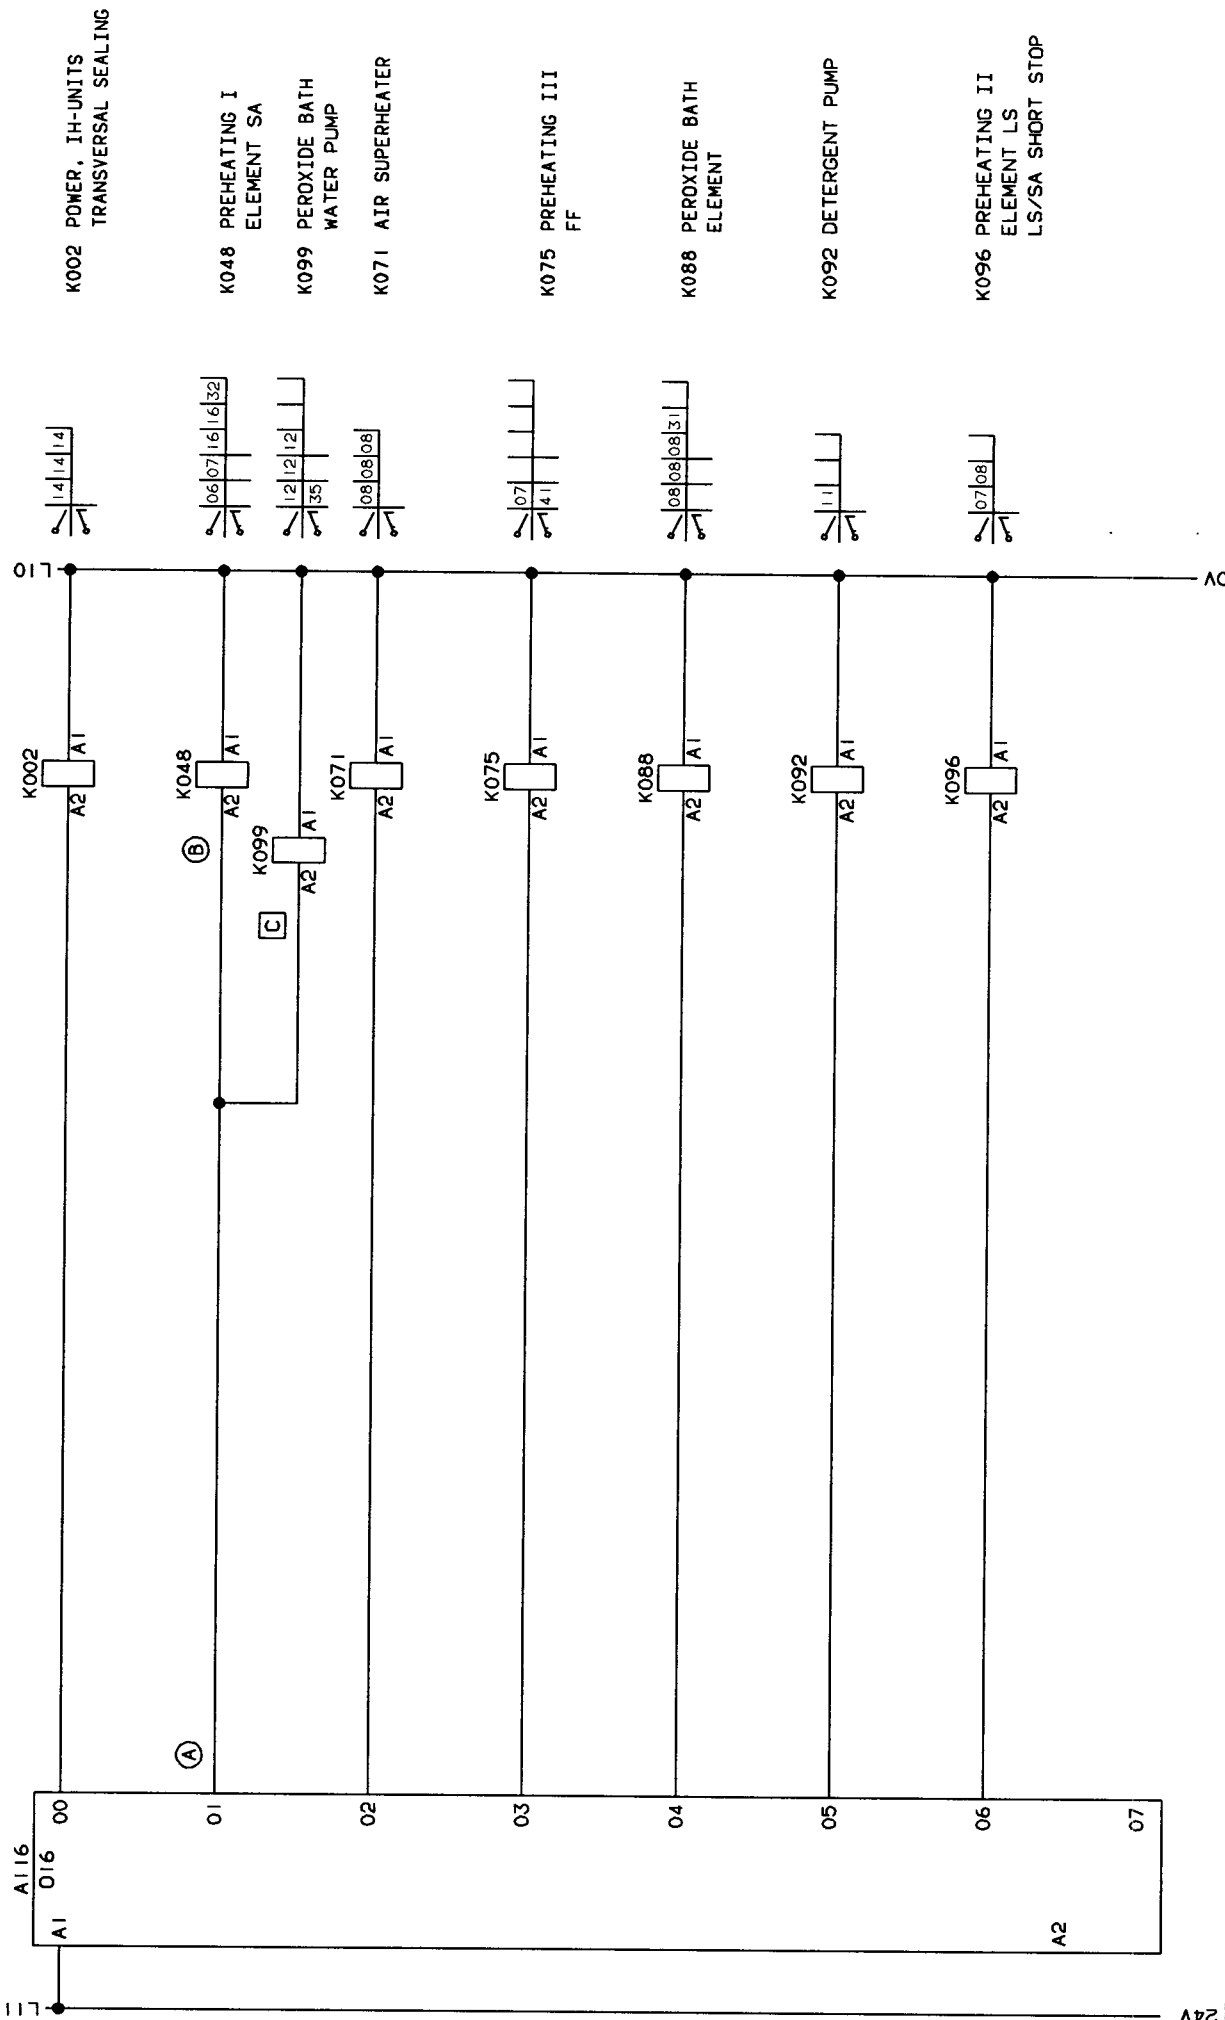 K002 POWER, IH-UNITS
TRANSVERSAL SEALING
K048 PREHEATING I
ELEMENT SA
K099 PEROXIDE BATH
WATER PUMP
K071 AIR SUPERHEATER
K075 PREHEATING III
FF
K088 PEROXIDE BATH
ELEMENT
K092 DETERGENT PUMP
K096 PREHEATING II
ELEMENT LS
LS/SA SHORT STOP
14 14 14
06 07 16 16 32
12 12 12
35
08 08 08
07
41
08 08 08 08 31
11
07 08
L10
0V
K002
A2 A1
K048
A2 A1
B
K099
A2 A1
C
K071
A2 A1
K075
A2 A1
K088
A2 A1
K092
A2 A1
K096
A2 A1
A
A116
016
A1
00
01
02
03
04
05
06
07
A2
L11
24V